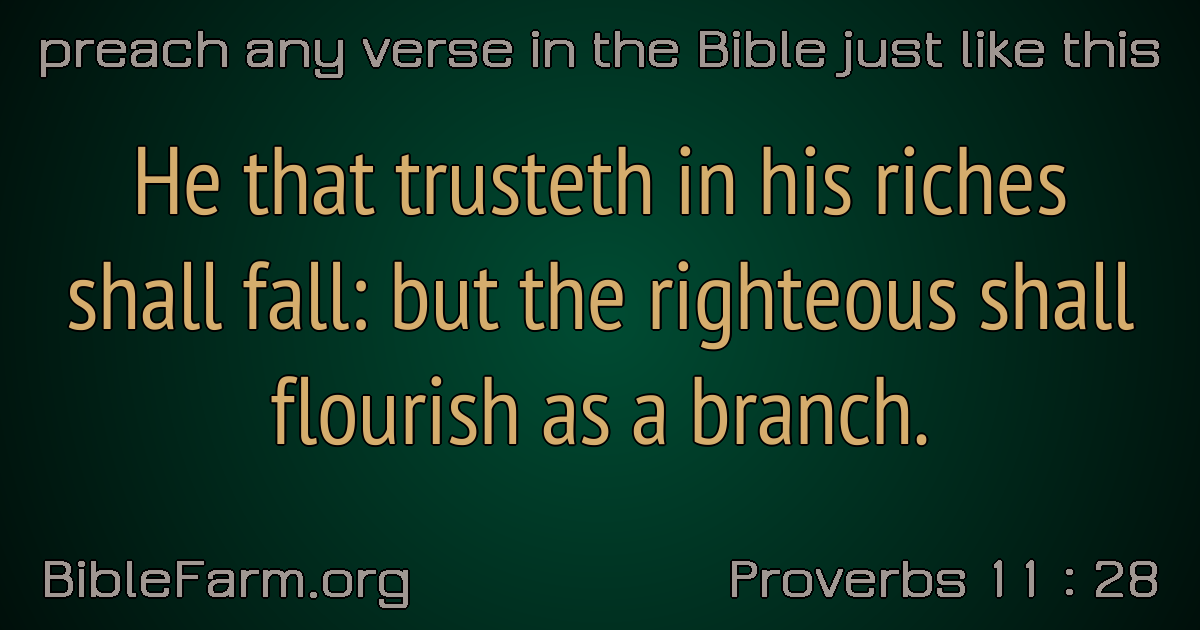 preach any verse in the Bible just like this
He that trusteth in his riches
shall fall: but the righteous shall
flourish as a branch.
BibleFarm.org
Proverbs 11 : 28